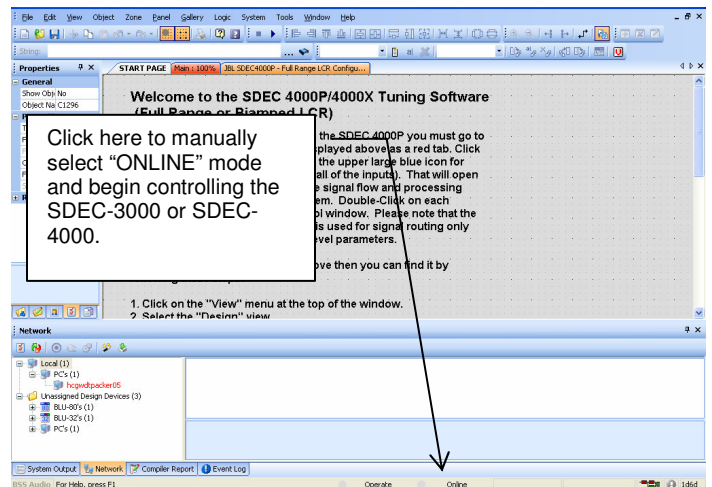 File Edit View Object Zone Panel Gallery Logic System Tools Window Help
String:
Properties
START PAGE Main : 100% JBL SDEC4000P - Full Range LCR Configu...
General
Show Obj No
Object Na C1296
Welcome to the SDEC 4000P/4000X Tuning Software
(Full Range or Biamped LCR)
Click here to manually
select “ONLINE” mode
and begin controlling the
SDEC-3000 or SDEC-
4000.
the SDEC 4000P you must go to
played above as a red tab. Click
the upper large blue icon for
all of the inputs). That will open
signal flow and processing
em. Double-Click on each
ol window. Please note that the
is used for signal routing only
vel parameters.
ve then you can find it by
1. Click on the "View" menu at the top of the window.
2. Select the "Design" view
Network
Local (1)
PC's (1)
hcgwdtpacker05
Unassigned Design Devices (3)
BLU-80's (1)
BLU-32's (1)
PC's (1)
System Output Network Compiler Report Event Log
BSS Audio For Help, press F1 Operate Online 1d6d